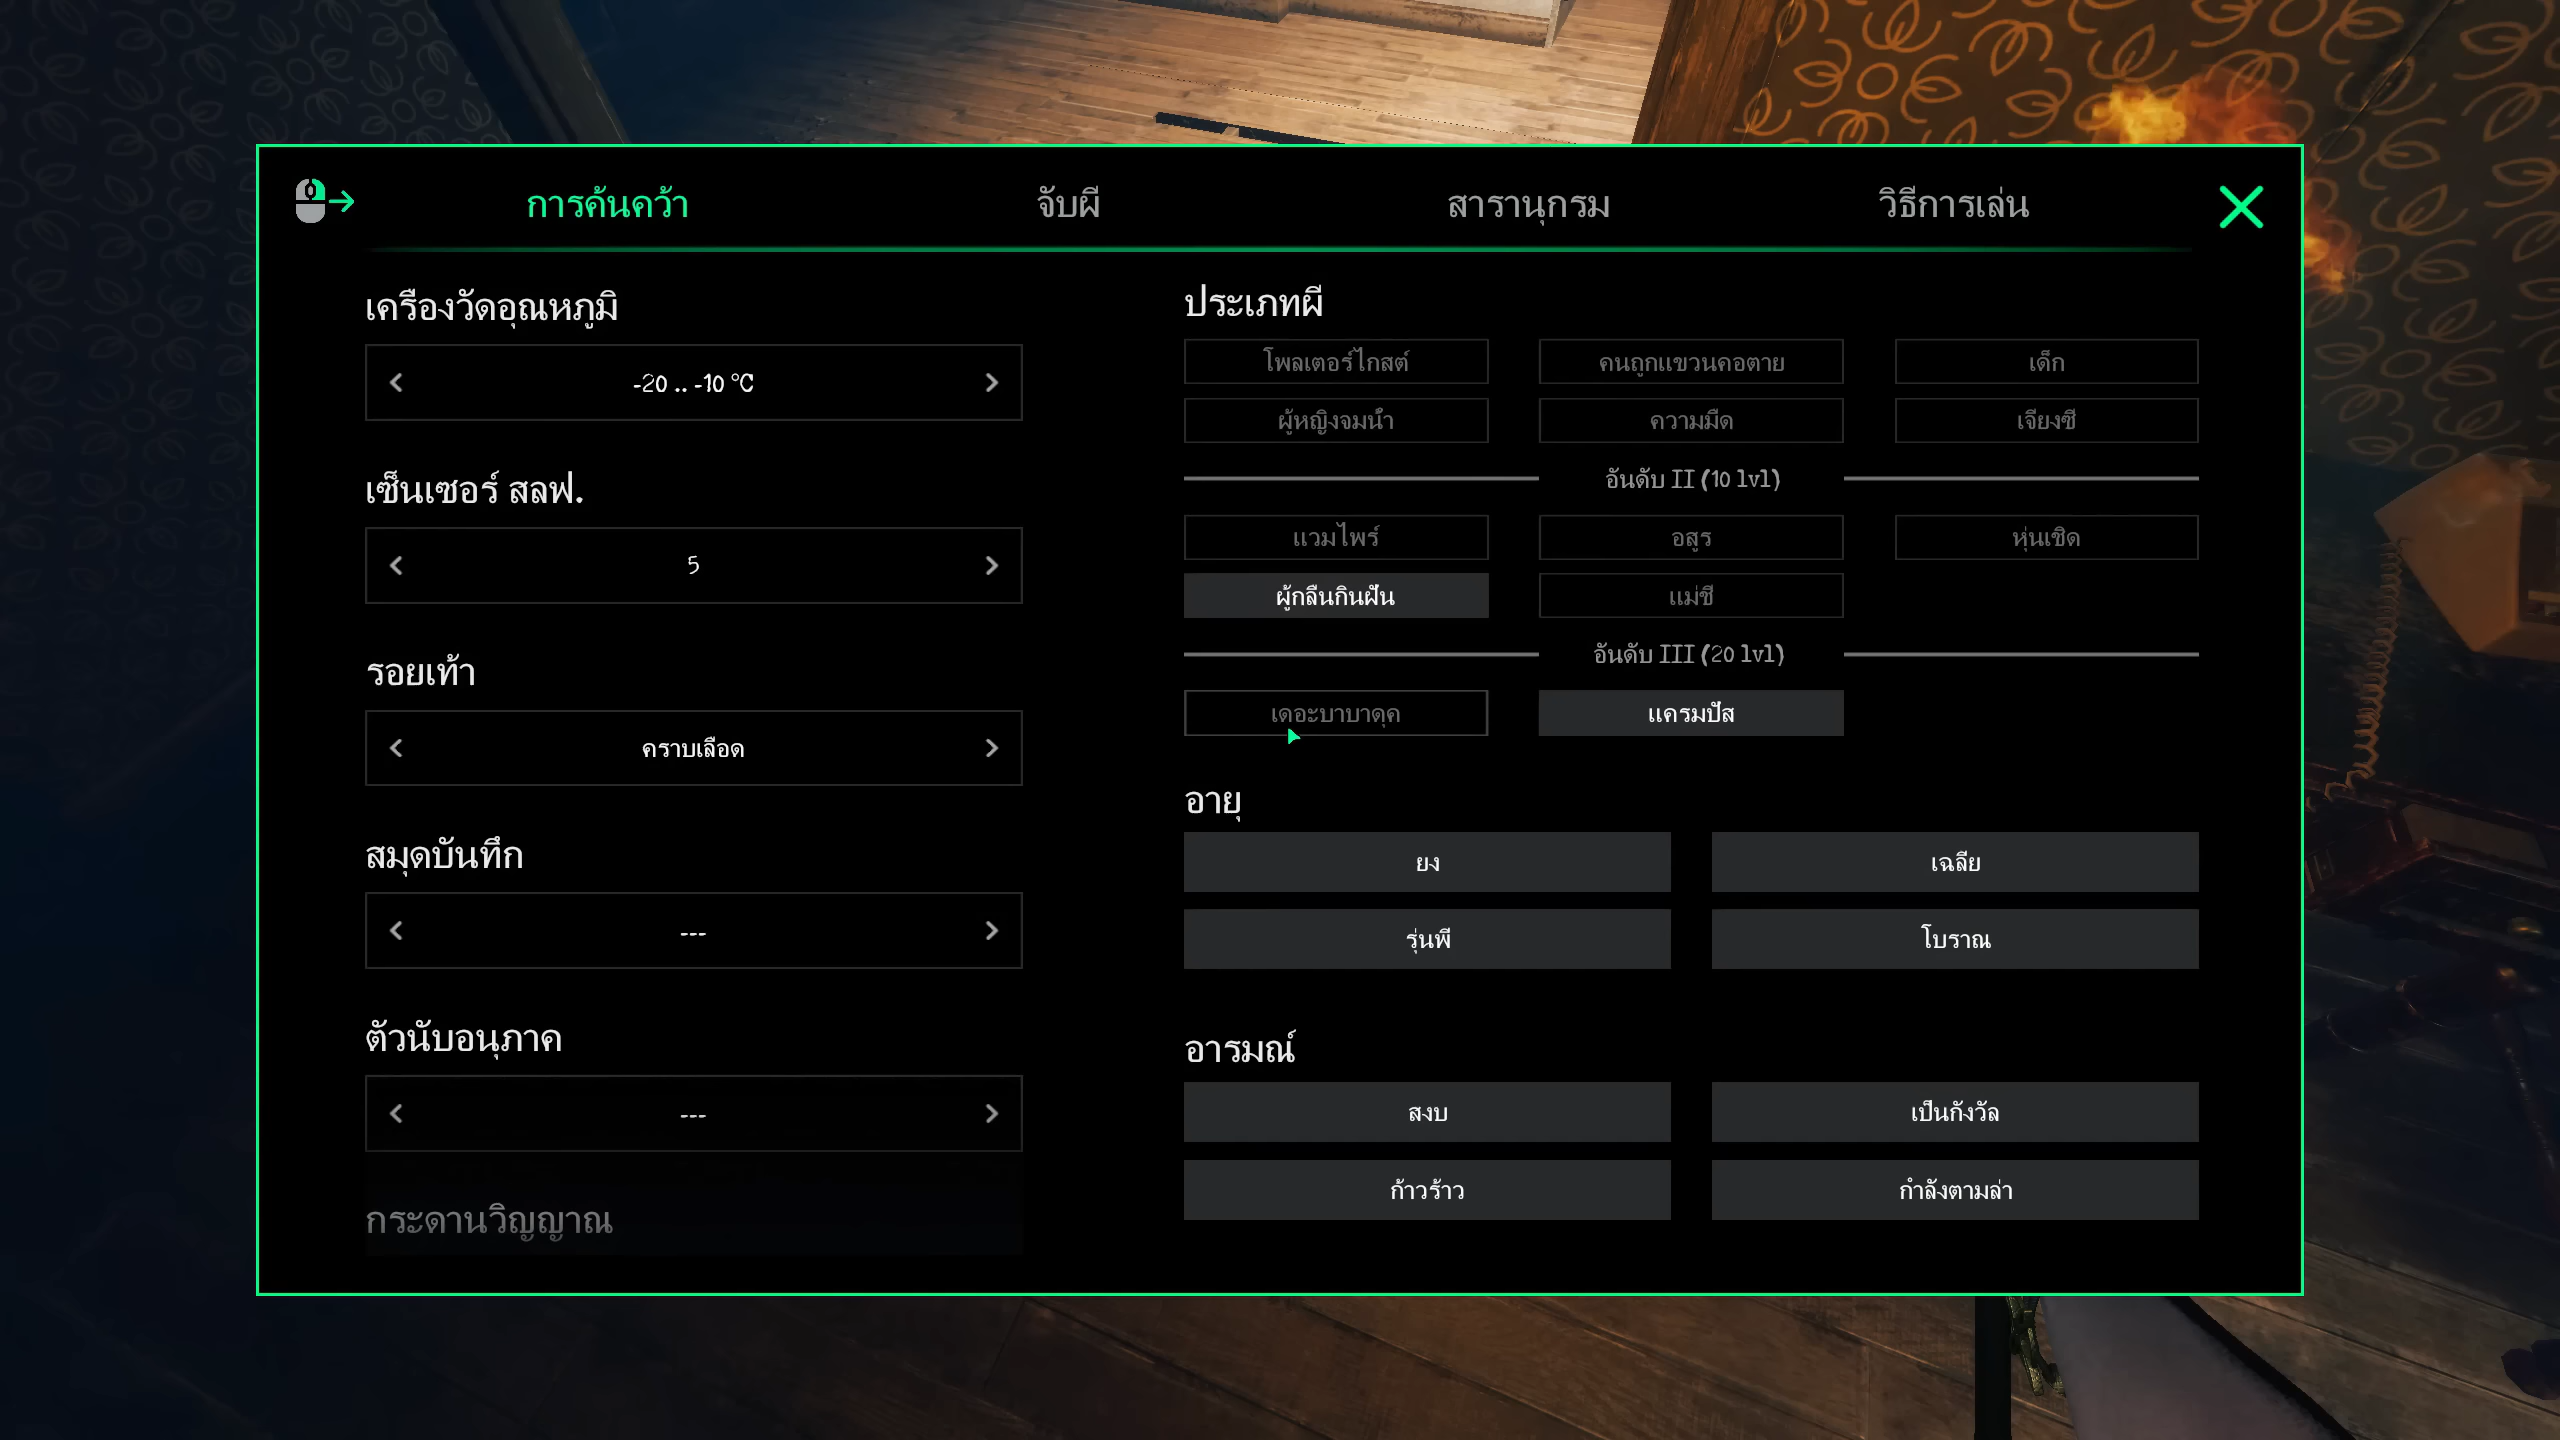 การค้นคว้า
จับผี
สารานุกรม
วิธีการเล่น
เครื่องวัดอุณหภูมิ
-20 .. -10 °C
เซ็นเซอร์ สลฟ.
5
รอยเท้า
คราบเลือด
สมุดบันทึก
---
ตัวนับอนุภาค
---
กระดานวิญญาณ
ประเภทผี
โพลเตอร์ไกสต์
คนถูกแขวนคอตาย
เด็ก
ผู้หญิงจมน้ำ
ความมืด
เจียงซี
อันดับ II (10 lvl)
แวมไพร์
อสูร
หุ่นเชิด
ผู้กลืนกินฝัน
แม่ชี
อันดับ III (20 lvl)
เดอะบาบาดุค
แครมปัส
อายุ
ยง
เฉลี่ย
รุ่นพี่
โบราณ
อารมณ์
สงบ
เป็นกังวัล
ก้าวร้าว
กำลังตามล่า